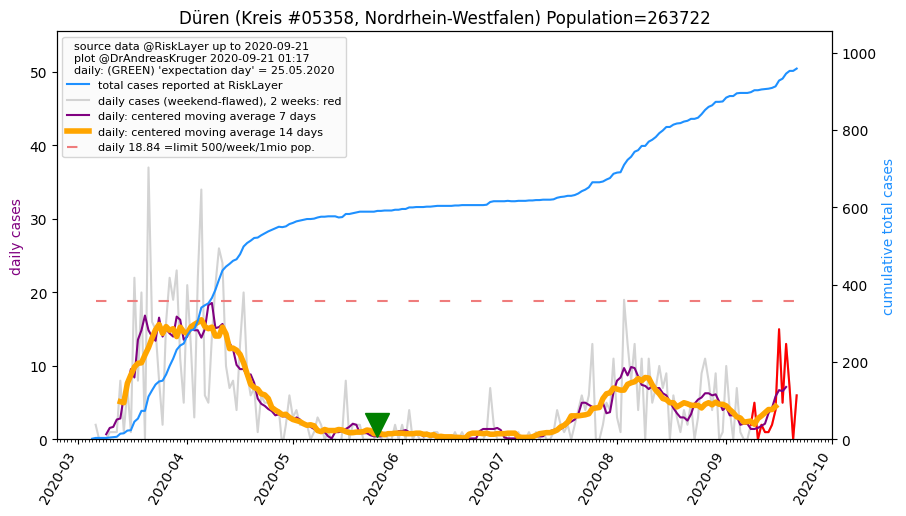 Düren (Kreis #05358, Nordrhein-Westfalen) Population=263722
source data @RiskLayer up to 2020-09-21
plot @DrAndreasKruger 2020-09-21 01:17
daily: (GREEN) 'expectation day' = 25.05.2020
total cases reported at RiskLayer
daily cases (weekend-flawed), 2 weeks: red
daily: centered moving average 7 days
daily: centered moving average 14 days
daily 18.84 =limit 500/week/1mio pop.
daily cases
50
40
30
20
10
0
1000
800
600
400
200
0
cumulative total cases
2020-03
2020-04
2020-05
2020-06
2020-07
2020-08
2020-09
2020-10